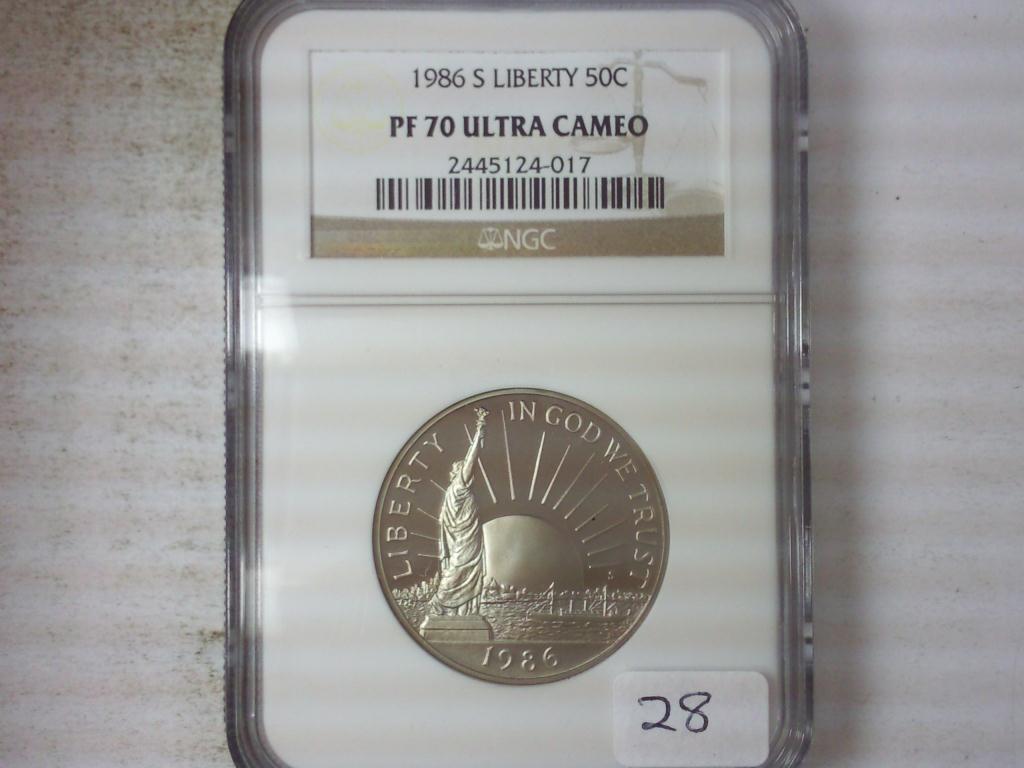 1986 S LIBERTY 50C
PF 70 ULTRA CAMEO
2445124-017
NGC
LIBERTY
IN GOD WE TRUST
S
1986
28